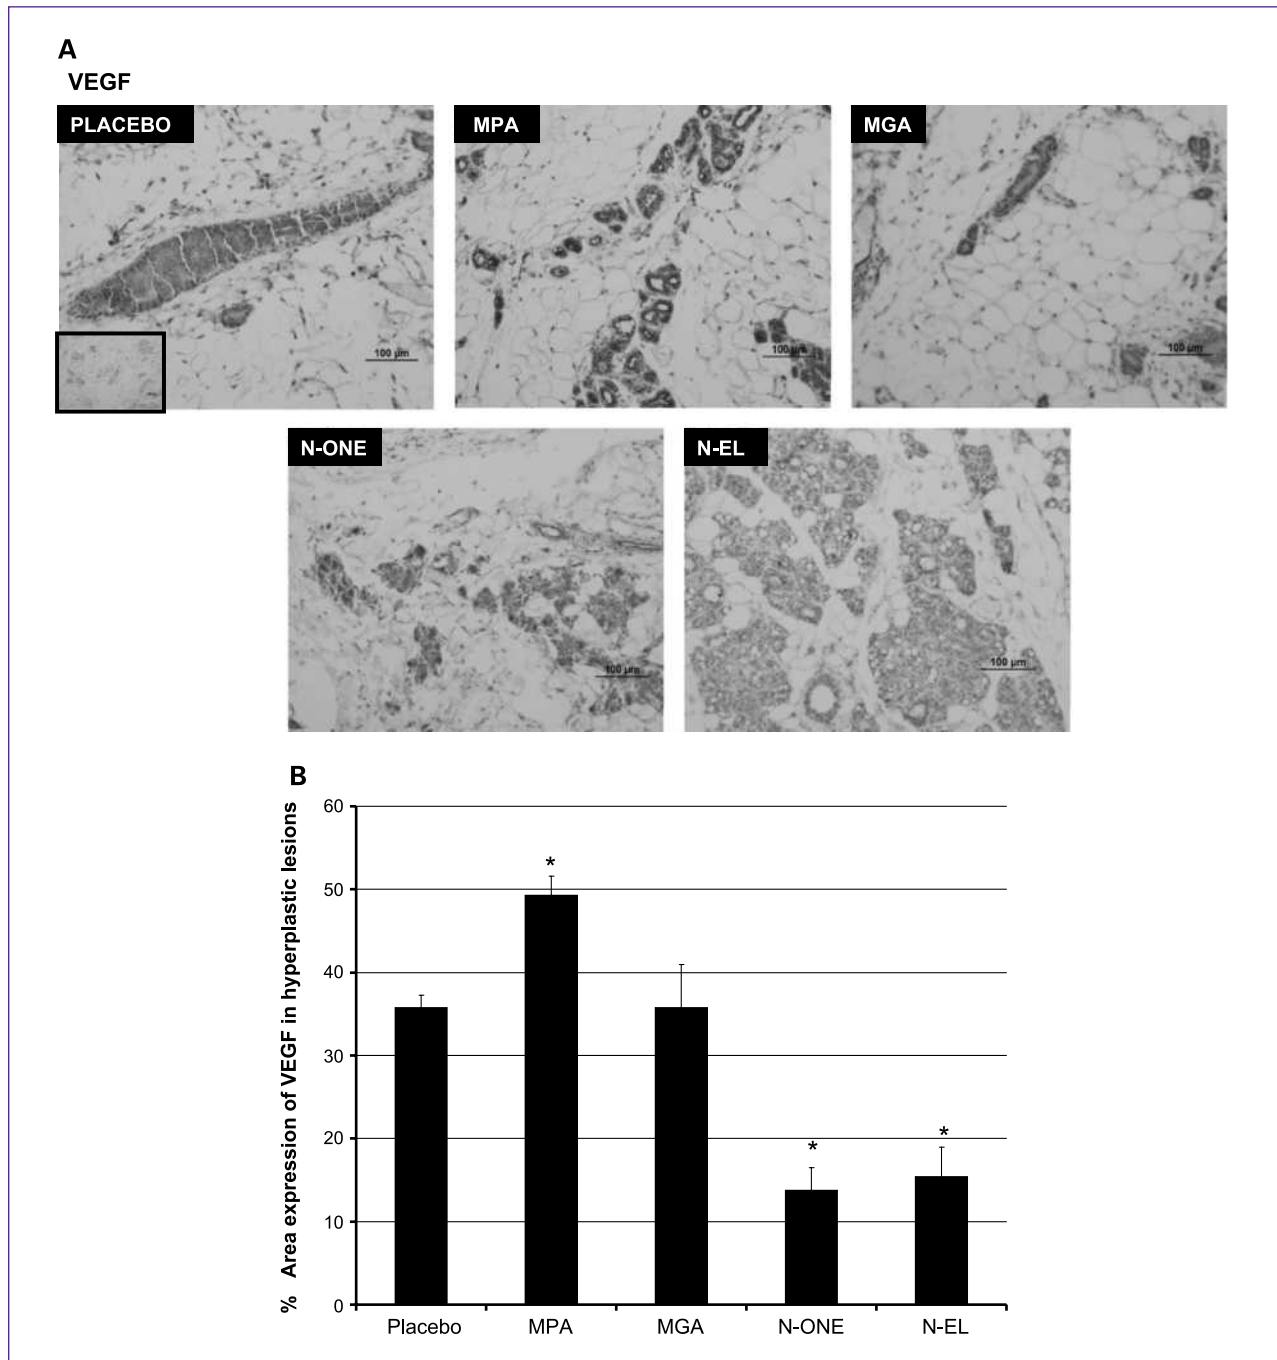 A
VEGF
PLACEBO
MPA
MGA
100 µm
100 µm
100 µm
N-ONE
N-EL
100 µm
100 µm
B
% Area expression of VEGF in hyperplastic lesions
60
50
40
30
20
10
0
*
*
*
Placebo MPA MGA N-ONE N-EL